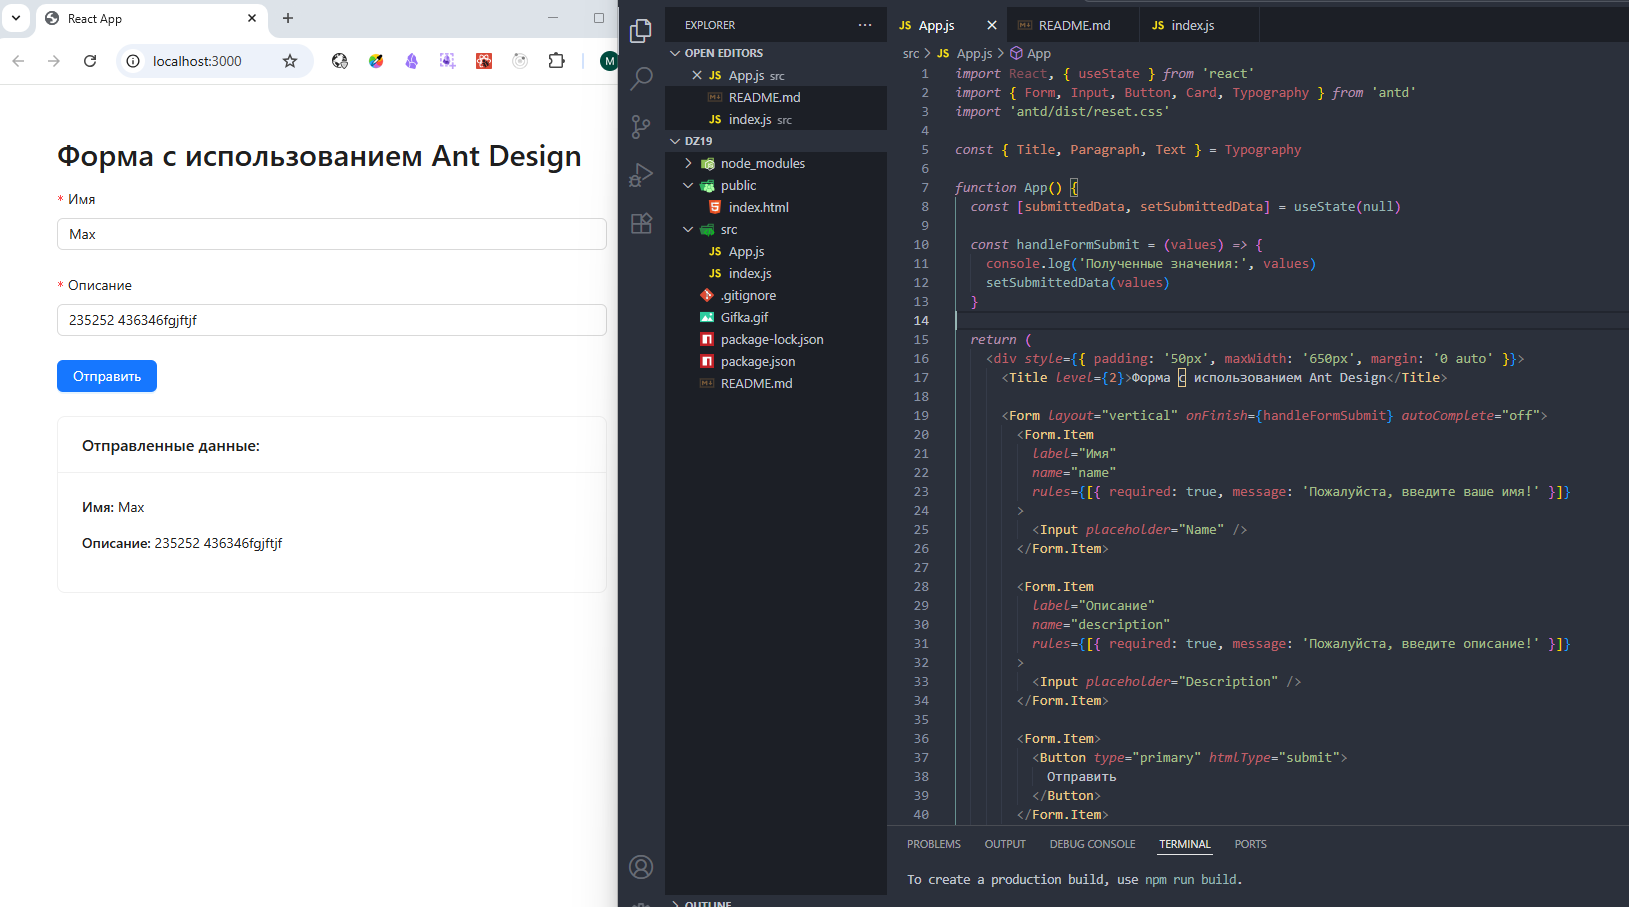 React App
localhost:3000
M
Форма с использованием Ant Design
* Имя
Max
* Описание
235252 436346fgjftjf
Отправить
Отправленные данные:
Имя: Max
Описание: 235252 436346fgjftjf
EXPLORER
OPEN EDITORS
JS App.js src
README.md
JS index.js src
DZ19
node_modules
public
index.html
src
JS App.js
JS index.js
.gitignore
Gifka.gif
package-lock.json
package.json
README.md
OUTLINE
JS App.js
README.md
JS index.js
src > JS App.js > App
1 import React, { useState } from 'react'
2 import { Form, Input, Button, Card, Typography } from 'antd'
3 import 'antd/dist/reset.css'
4
5 const { Title, Paragraph, Text } = Typography
6
7 function App() {
8 const [submittedData, setSubmittedData] = useState(null)
9
10 const handleFormSubmit = (values) => {
11 console.log('Полученные значения:', values)
12 setSubmittedData(values)
13 }
14
15 return (
16 <div style={{ padding: '50px', maxWidth: '650px', margin: '0 auto' }}>
17 <Title level={2}>Форма с использованием Ant Design</Title>
18
19 <Form layout="vertical" onFinish={handleFormSubmit} autoComplete="off">
20 <Form.Item
21 label="Имя"
22 name="name"
23 rules={[{ required: true, message: 'Пожалуйста, введите ваше имя!' }]}
24 >
25 <Input placeholder="Name" />
26 </Form.Item>
27
28 <Form.Item
29 label="Описание"
30 name="description"
31 rules={[{ required: true, message: 'Пожалуйста, введите описание!' }]}
32 >
33 <Input placeholder="Description" />
34 </Form.Item>
35
36 <Form.Item>
37 <Button type="primary" htmlType="submit">
38 Отправить
39 </Button>
40 </Form.Item>
PROBLEMS OUTPUT DEBUG CONSOLE TERMINAL PORTS
To create a production build, use npm run build.